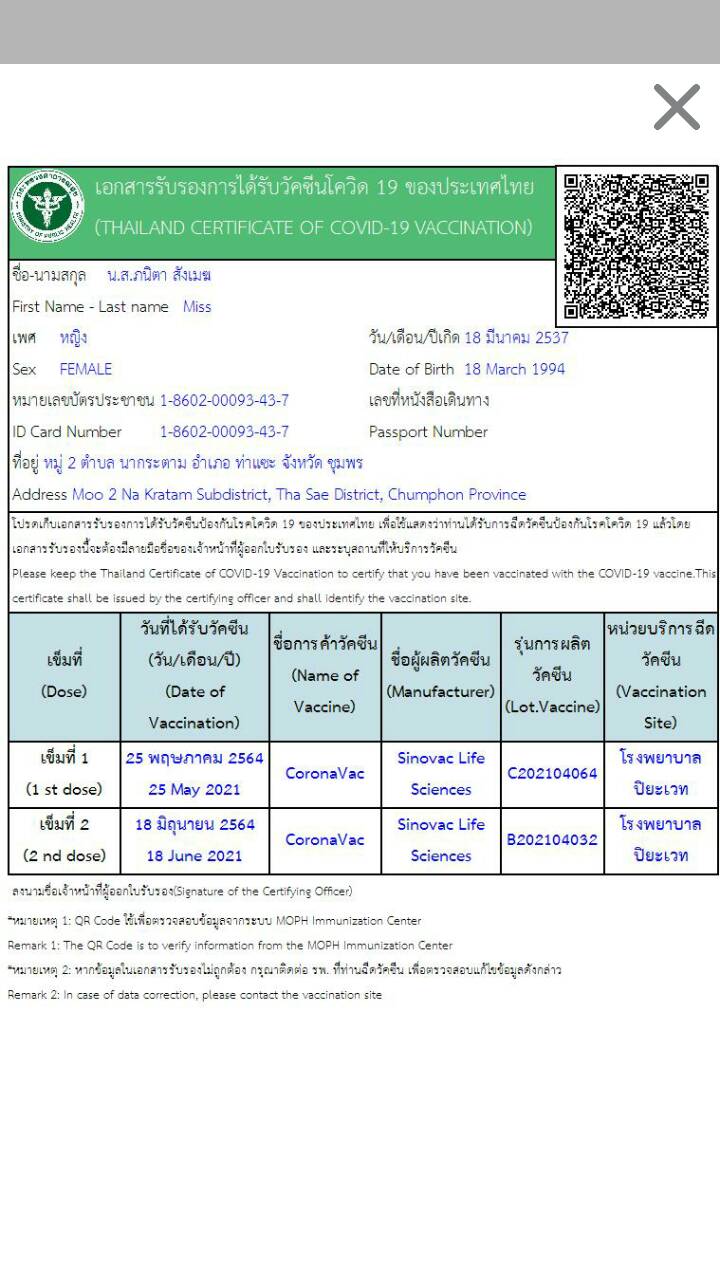 เอกสารรับรองการได้รับวัคซีนโควิด 19 ของประเทศไทย
(THAILAND CERTIFICATE OF COVID-19 VACCINATION)
ชื่อ-นามสกุล น.ส.ภนิตา สังเมฆ
First Name - Last name Miss
เพศ หญิง วัน/เดือน/ปีเกิด 18 มีนาคม 2537
Sex FEMALE Date of Birth 18 March 1994
หมายเลขบัตรประชาชน 1-8602-00093-43-7 เลขที่หนังสือเดินทาง
ID Card Number 1-8602-00093-43-7 Passport Number
ที่อยู่ หมู่ 2 ตำบล นากระตาม อำเภอ ท่าแซะ จังหวัด ชุมพร
Address Moo 2 Na Kratam Subdistrict, Tha Sae District, Chumphon Province
โปรดเก็บเอกสารรับรองการได้รับวัคซีนป้องกันโรคโควิด 19 ของประเทศไทย เพื่อใช้แสดงว่าท่านได้รับการฉีดวัคซีนป้องกันโรคโควิด 19 แล้วโดย
เอกสารรับรองนี้จะต้องมีลายมือชื่อของเจ้าหน้าที่ผู้ออกใบรับรอง และระบุสถานที่ให้บริการวัคซีน
Please keep the Thailand Certificate of COVID-19 Vaccination to certify that you have been vaccinated with the COVID-19 vaccine.This
certificate shall be issued by the certifying officer and shall identify the vaccination site.
เข็มที่
(Dose)
วันที่ได้รับวัคซีน
(วัน/เดือน/ปี)
(Date of
Vaccination)
ชื่อการค้าวัคซีน
(Name of
Vaccine)
ชื่อผู้ผลิตวัคซีน
(Manufacturer)
รุ่นการผลิต
วัคซีน
(Lot.Vaccine)
หน่วยบริการฉีด
วัคซีน
(Vaccination
Site)
เข็มที่ 1
(1 st dose)
25 พฤษภาคม 2564
25 May 2021
CoronaVac
Sinovac Life
Sciences
C202104064
โรงพยาบาล
ปิยะเวท
เข็มที่ 2
(2 nd dose)
18 มิถุนายน 2564
18 June 2021
CoronaVac
Sinovac Life
Sciences
B202104032
โรงพยาบาล
ปิยะเวท
ลงนามชื่อเจ้าหน้าที่ผู้ออกใบรับรอง(Signature of the Certifying Officer)
*หมายเหตุ 1: QR Code ใช้เพื่อตรวจสอบข้อมูลจากระบบ MOPH Immunization Center
Remark 1: The QR Code is to verify information from the MOPH Immunization Center
*หมายเหตุ 2: หากข้อมูลในเอกสารรับรองไม่ถูกต้อง กรุณาติดต่อ รพ. ที่ท่านฉีดวัคซีน เพื่อตรวจสอบแก้ไขข้อมูลดังกล่าว
Remark 2: In case of data correction, please contact the vaccination site